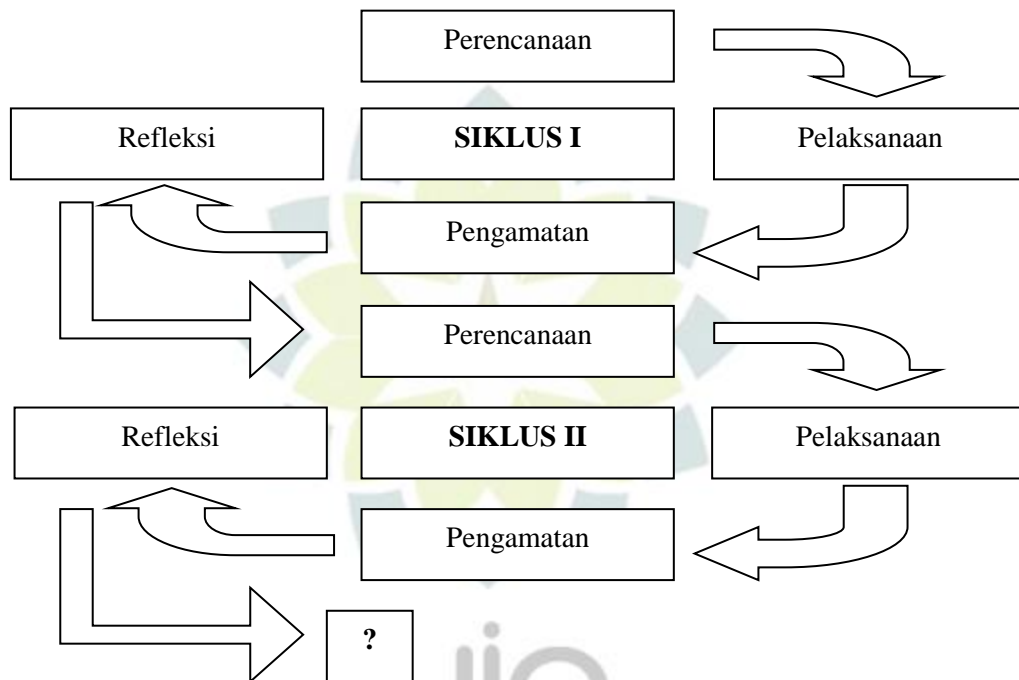 Perencanaan
Refleksi
SIKLUS I
Pelaksanaan
Pengamatan
Perencanaan
Refleksi
SIKLUS II
Pelaksanaan
Pengamatan
?